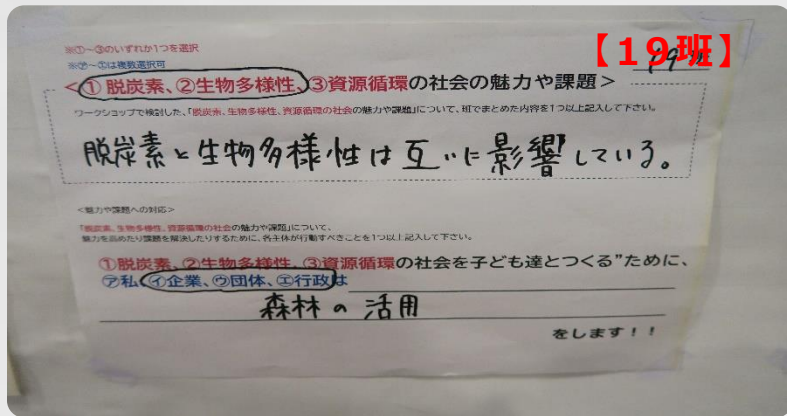 ※①～③のいずれか1つを選択
【19班】
※㋐～㋓は複数選択可
19班
＜①脱炭素、②生物多様性、③資源循環の社会の魅力や課題＞
ワークショップで検討した、「脱炭素、生物多様性、資源循環の社会の魅力や課題」について、班でまとめた内容を1つ以上記入して下さい。
脱炭素と生物多様性は互いに影響している。
＜魅力や課題への対応＞
「脱炭素、生物多様性、資源循環の社会の魅力や課題」について、
魅力を高めたり課題を解決したりするために、各主体が行動すべきことを1つ以上記入して下さい。
①脱炭素、②生物多様性、③資源循環の社会を子ども達とつくる”ために、
㋐私、㋑企業、㋒団体、㋓行政は
森林の活用
をします！！